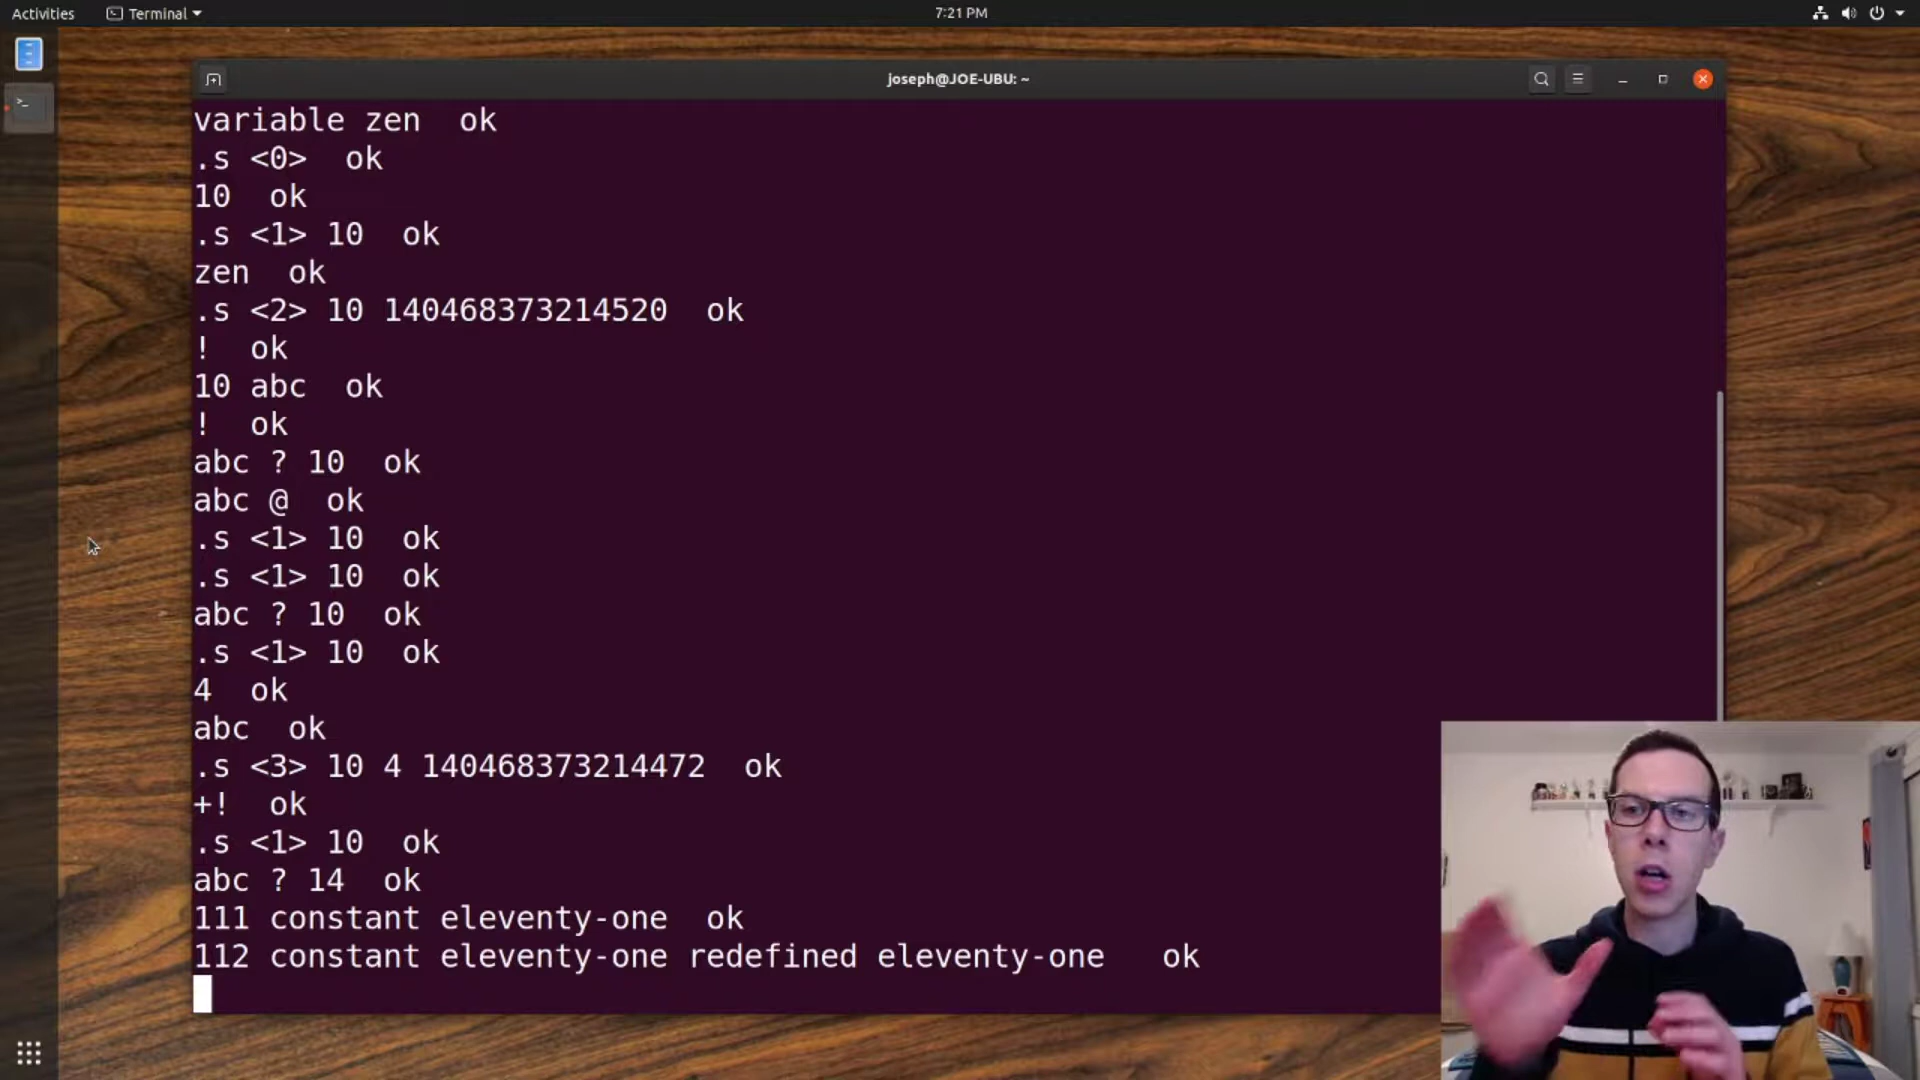 Activities
Terminal
7:21 PM
joseph@JOE-UBU: ~
variable zen  ok
.s <0>  ok
10  ok
.s <1> 10  ok
zen  ok
.s <2> 10 140468373214520  ok
!  ok
10 abc  ok
!  ok
abc ? 10  ok
abc @  ok
.s <1> 10  ok
.s <1> 10  ok
abc ? 10  ok
.s <1> 10  ok
4  ok
abc  ok
.s <3> 10 4 140468373214472  ok
+!  ok
.s <1> 10  ok
abc ? 14  ok
111 constant eleventy-one  ok
112 constant eleventy-one redefined eleventy-one   ok